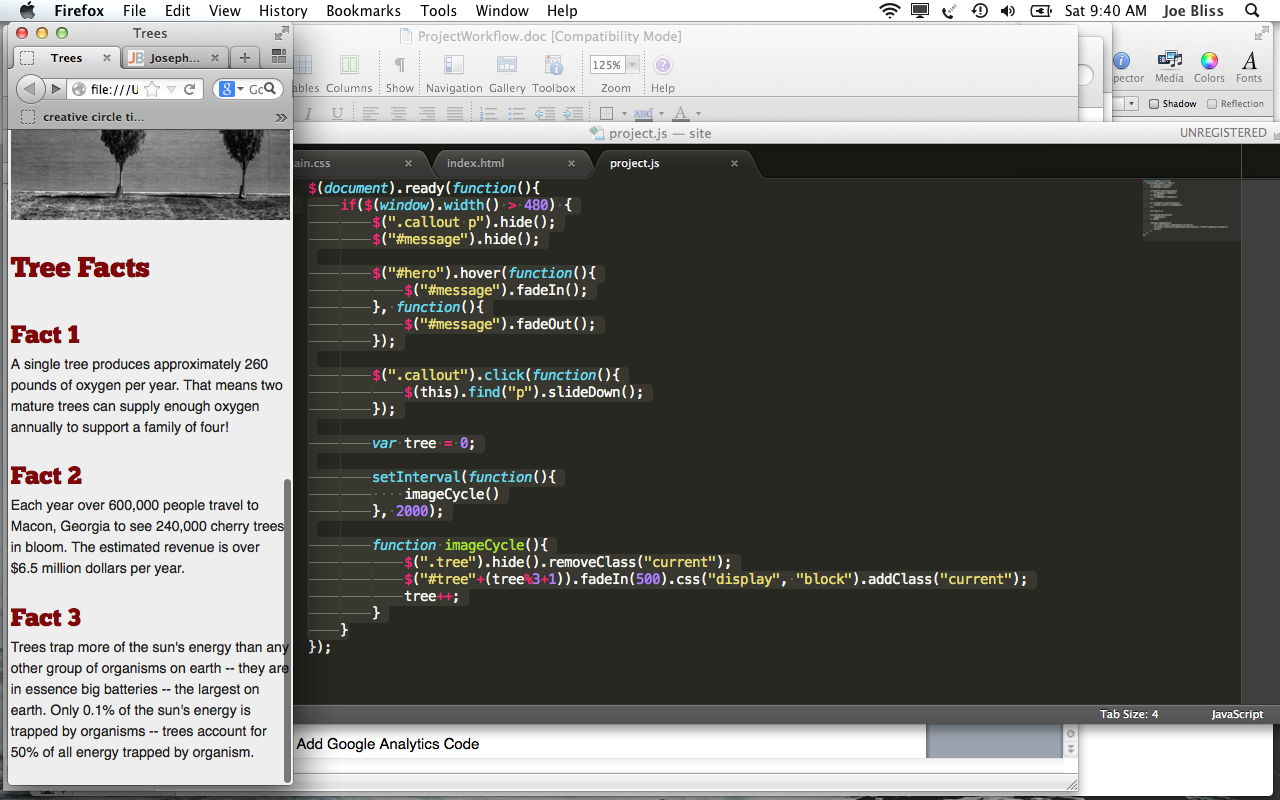 Firefox File Edit View History Bookmarks Tools Window Help Sat 9:40 AM Joe Bliss
Trees
Trees Joseph...
file:///U
creative circle ti...
Tree Facts
Fact 1
A single tree produces approximately 260
pounds of oxygen per year. That means two
mature trees can supply enough oxygen
annually to support a family of four!
Fact 2
Each year over 600,000 people travel to
Macon, Georgia to see 240,000 cherry trees
in bloom. The estimated revenue is over
$6.5 million dollars per year.
Fact 3
Trees trap more of the sun's energy than any
other group of organisms on earth -- they are
in essence big batteries -- the largest on
earth. Only 0.1% of the sun's energy is
trapped by organisms -- trees account for
50% of all energy trapped by organism.
ProjectWorkflow.doc [Compatibility Mode]
125%
ables Columns Show Navigation Gallery Toolbox Zoom Help
pector Media Colors Fonts
Shadow Reflection
project.js — site UNREGISTERED
ain.css index.html project.js
$(document).ready(function(){
if($(window).width() > 480) {
$(".callout p").hide();
$("#message").hide();
$("#hero").hover(function(){
$("#message").fadeIn();
}, function(){
$("#message").fadeOut();
});
$(".callout").click(function(){
$(this).find("p").slideDown();
});
var tree = 0;
setInterval(function(){
imageCycle()
}, 2000);
function imageCycle(){
$(".tree").hide().removeClass("current");
$("#tree"+(tree%3+1)).fadeIn(500).css("display", "block").addClass("current");
tree++;
}
}
});
Tab Size: 4 JavaScript
Add Google Analytics Code